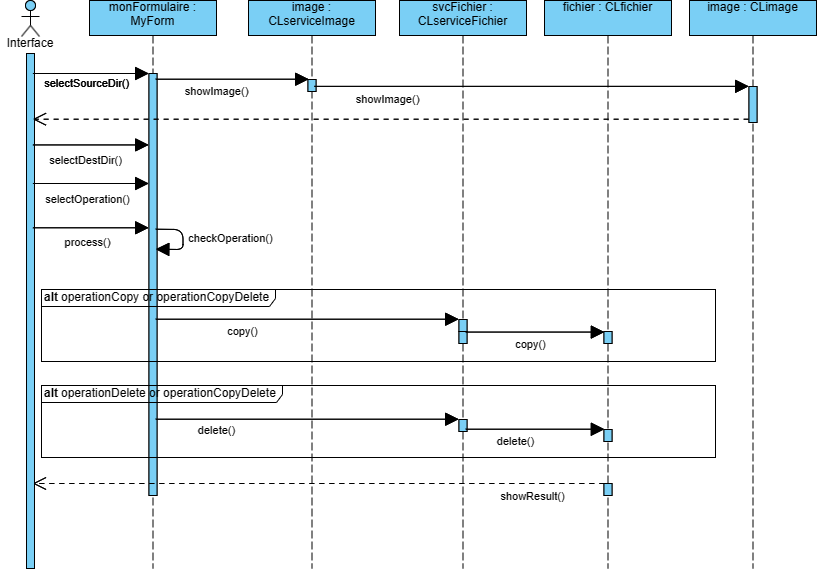 monFormulaire :
MyForm
image :
CLserviceImage
svcFichier :
CLserviceFichier
fichier : CLfichier
image : CLimage
Interface
selectSourceDir()
showImage()
showImage()
selectDestDir()
selectOperation()
process()
checkOperation()
alt operationCopy or operationCopyDelete
copy()
copy()
alt operationDelete or operationCopyDelete
delete()
delete()
showResult()